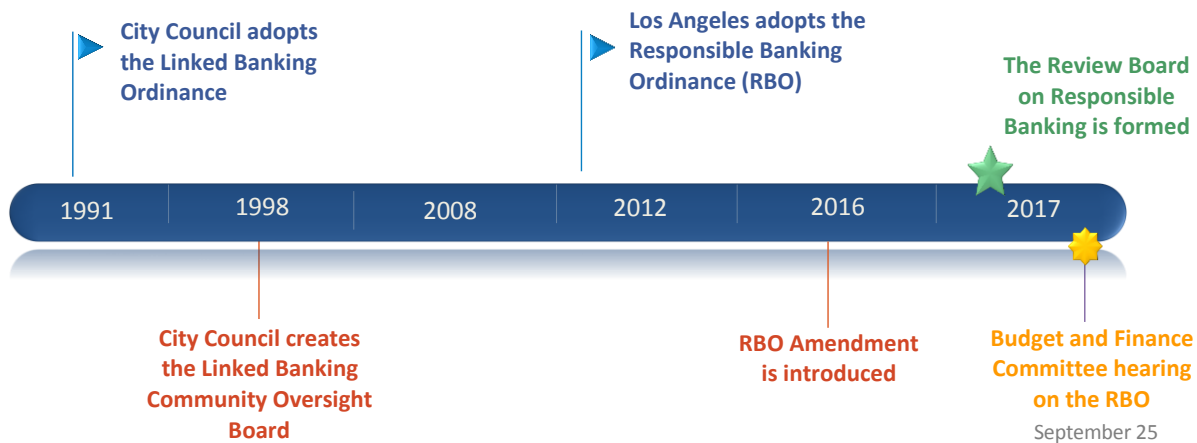 City Council adopts
the Linked Banking
Ordinance
Los Angeles adopts the
Responsible Banking
Ordinance (RBO)
The Review Board
on Responsible
Banking is formed
1991
1998
2008
2012
2016
2017
City Council creates
the Linked Banking
Community Oversight
Board
RBO Amendment
is introduced
Budget and Finance
Committee hearing
on the RBO
September 25